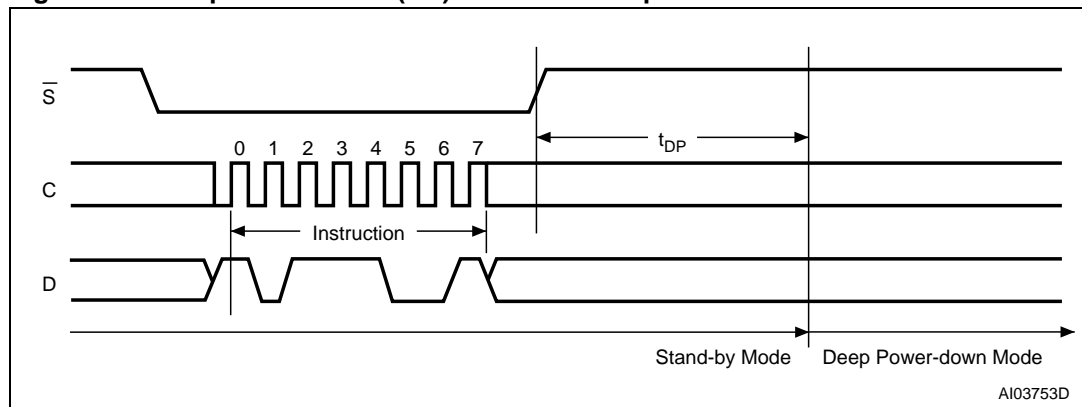 S̅
tDP
0 1 2 3 4 5 6 7
C
Instruction
D
Stand-by Mode Deep Power-down Mode
AI03753D